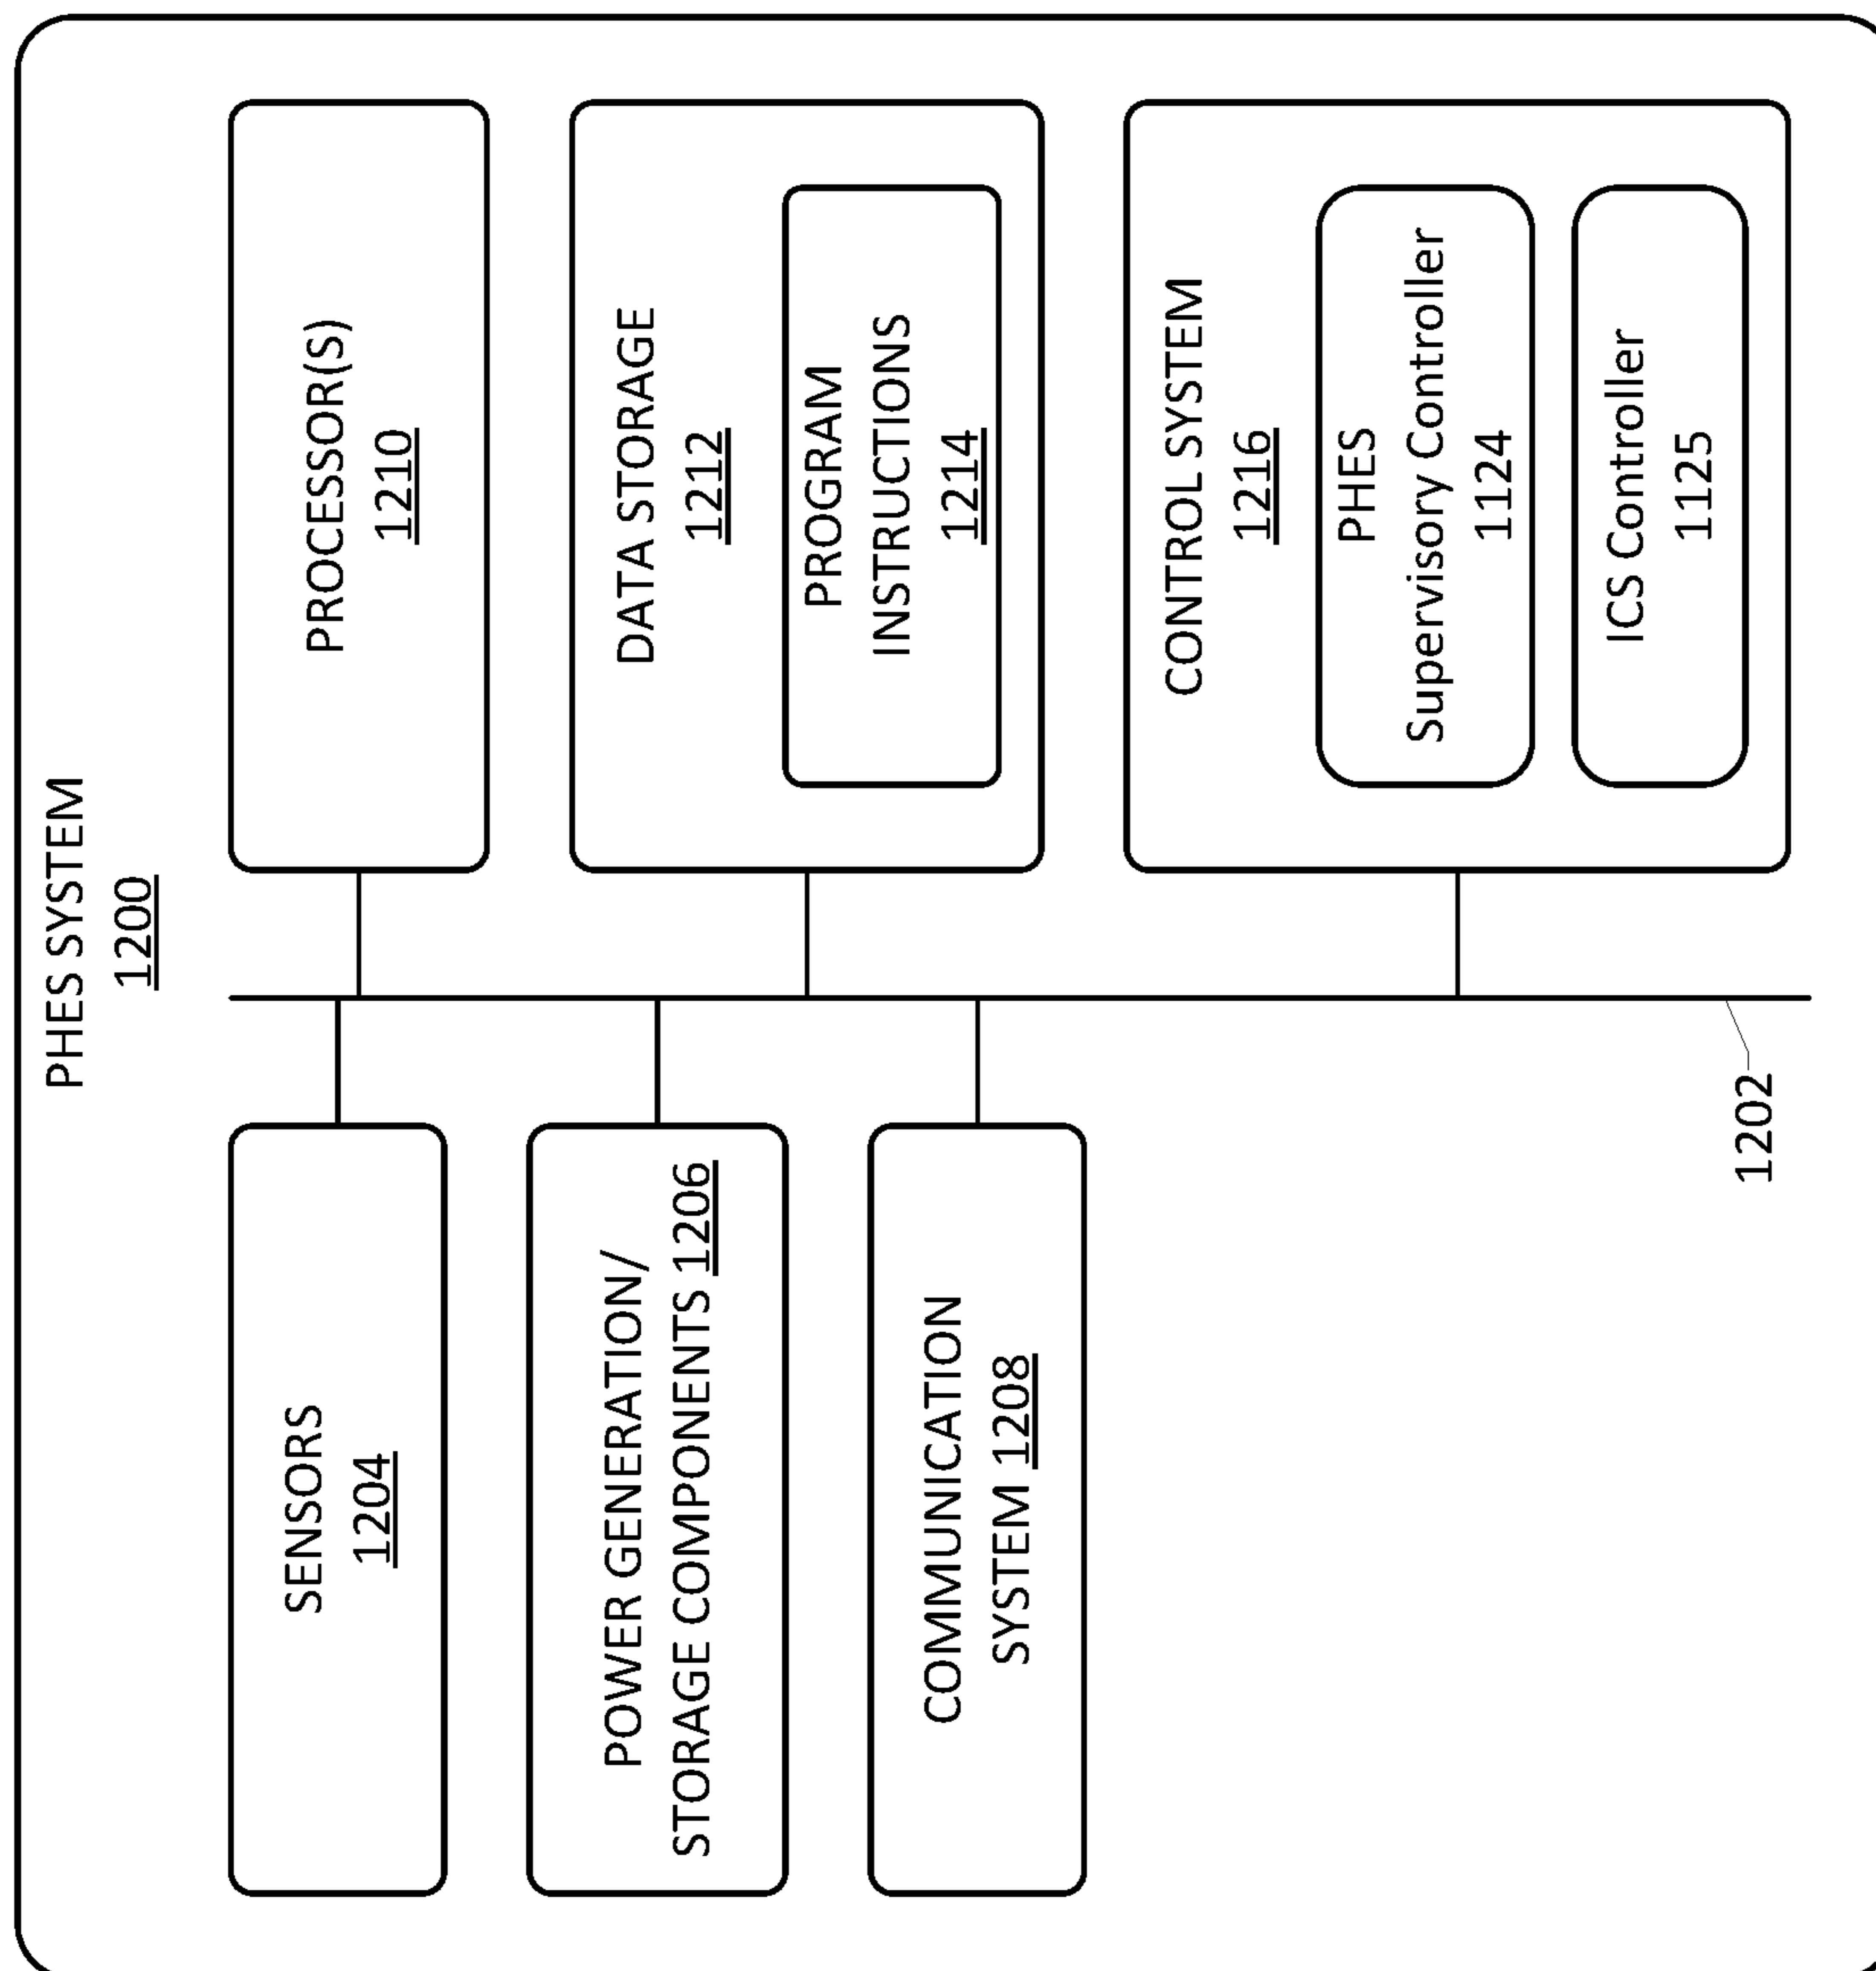 PHES SYSTEM
1200
SENSORS
1204
POWER GENERATION/
STORAGE COMPONENTS 1206
COMMUNICATION
SYSTEM 1208
1202
PROCESSOR(S)
1210
DATA STORAGE
1212
PROGRAM
INSTRUCTIONS
1214
CONTROL SYSTEM
1216
PHES
Supervisory Controller
1124
ICS Controller
1125